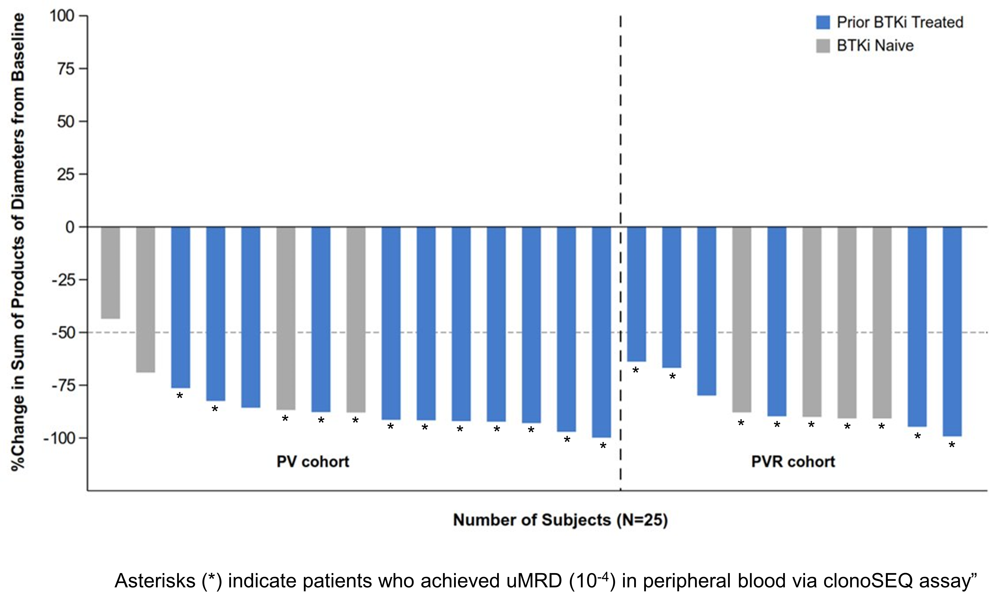 %Change in Sum of Products of Diameters from Baseline
100
75
50
25
0
-25
-50
-75
-100
Prior BTKi Treated
BTKi Naive
* * * * * * * * * * * *
* * * * * * * * *
PV cohort
PVR cohort
Number of Subjects (N=25)
Asterisks (*) indicate patients who achieved uMRD (10⁻⁴) in peripheral blood via clonoSEQ assay”